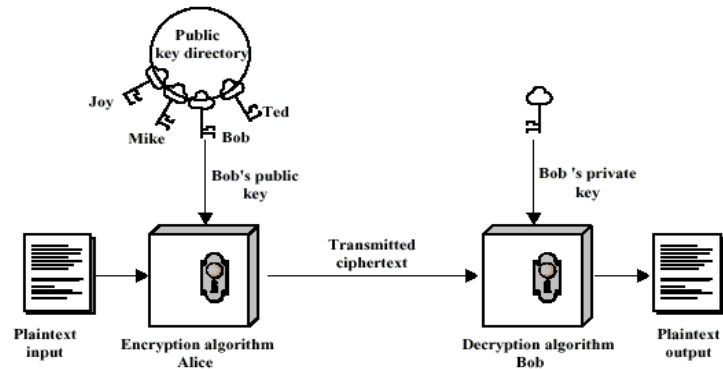 Public
key directory
Joy
Mike
Bob
Ted
Bob's public
key
Bob 's private
key
Transmitted
ciphertext
Plaintext
input
Encryption algorithm
Alice
Decryption algorithm
Bob
Plaintext
output